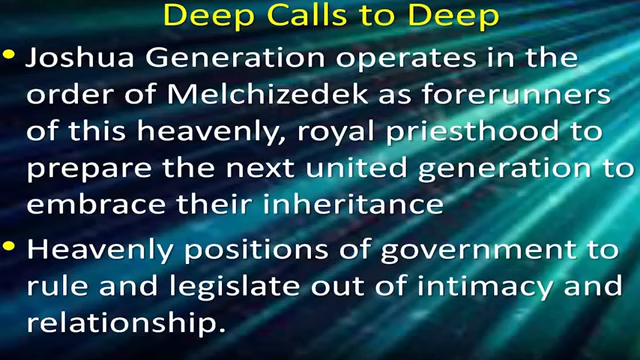 Deep Calls to Deep
• Joshua Generation operates in the
order of Melchizedek as forerunners
of this heavenly, royal priesthood to
prepare the next united generation to
embrace their inheritance
• Heavenly positions of government to
rule and legislate out of intimacy and
relationship.